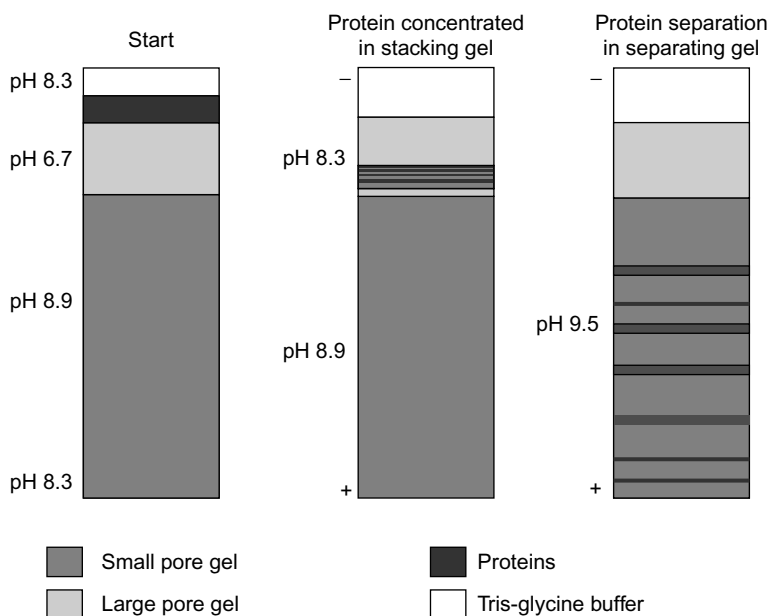 Start
pH 8.3
pH 6.7
pH 8.9
pH 8.3
Protein concentrated
in stacking gel
–
pH 8.3
pH 8.9
+
Protein separation
in separating gel
–
pH 9.5
+
Small pore gel
Large pore gel
Proteins
Tris-glycine buffer